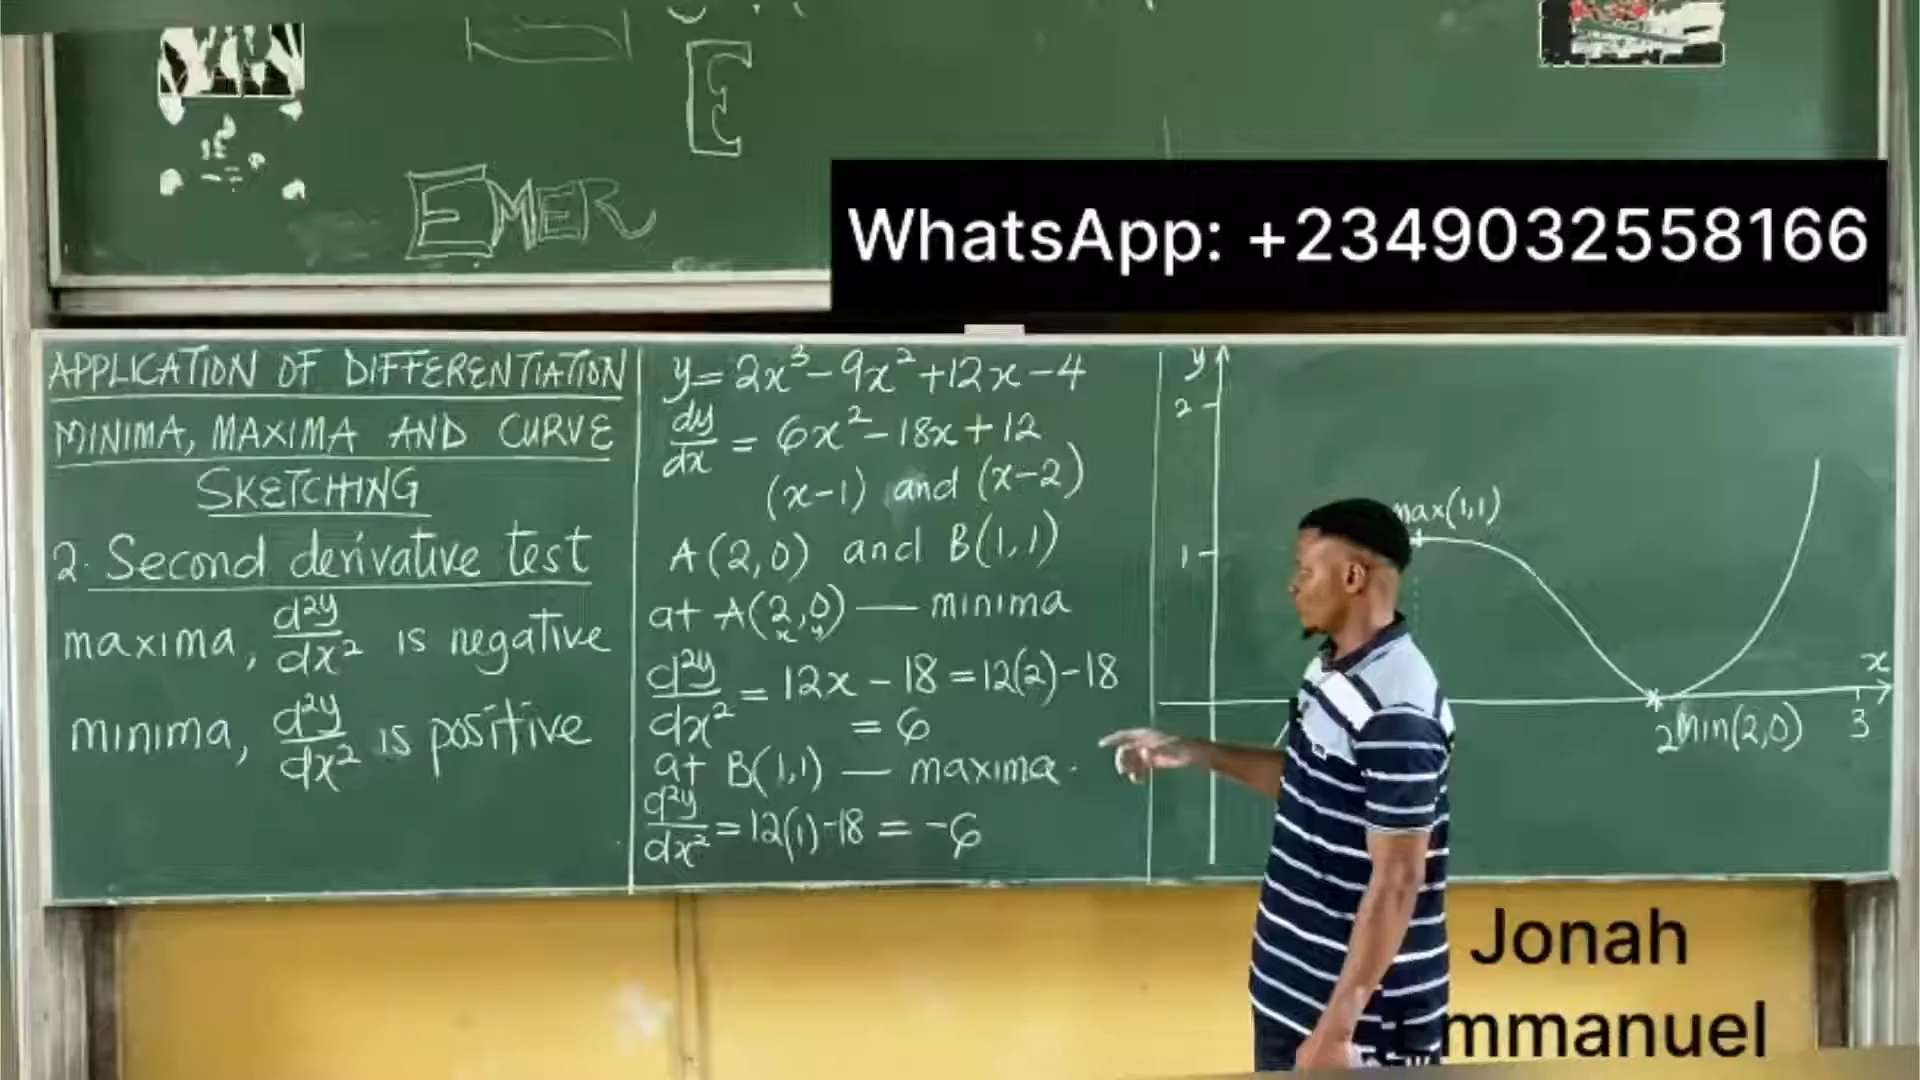 E
EMER
WhatsApp: +2349032558166
APPLICATION OF DIFFERENTIATION
MINIMA, MAXIMA AND CURVE
SKETCHING
2. Second derivative test
maxima, d²y/dx² is negative
minima, d²y/dx² is positive
y = 2x³ - 9x² + 12x - 4
dy/dx = 6x² - 18x + 12
(x-1) and (x-2)
A(2,0) and B(1,1)
at A(2,0) — minima
x y
d²y/dx² = 12x - 18 = 12(2) - 18
= 6
at B(1,1) — maxima.
d²y/dx² = 12(1) - 18 = -6
y
2
max(1,1)
1
x
2 Min(2,0) 3
Jonah
mmanuel